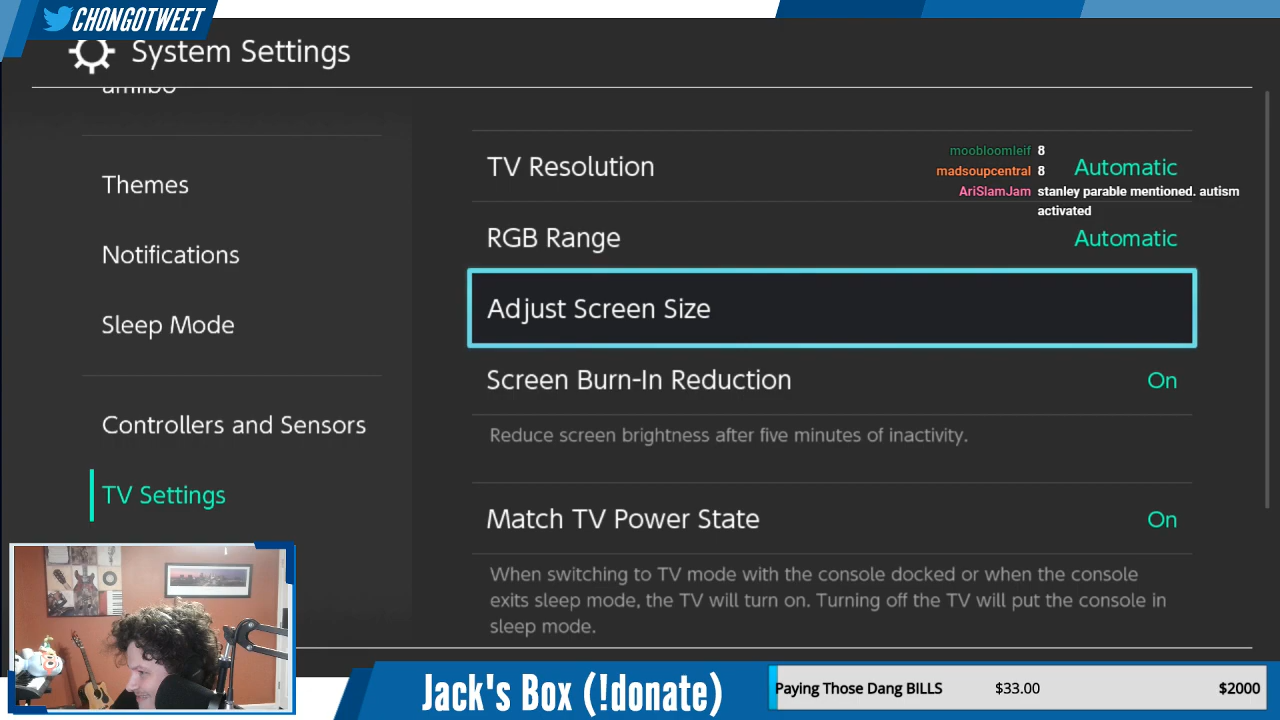 CHONGOTWEET
System Settings
amiibo
Themes
Notifications
Sleep Mode
Controllers and Sensors
TV Settings
TV Resolution Automatic
moobloomleif 8
madsoupcentral 8
AriSlamJam stanley parable mentioned. autism
activated
RGB Range Automatic
Adjust Screen Size
Screen Burn-In Reduction On
Reduce screen brightness after five minutes of inactivity.
Match TV Power State On
When switching to TV mode with the console docked or when the console
exits sleep mode, the TV will turn on. Turning off the TV will put the console in
sleep mode.
Jack's Box (!donate)
Paying Those Dang BILLS $33.00 $2000